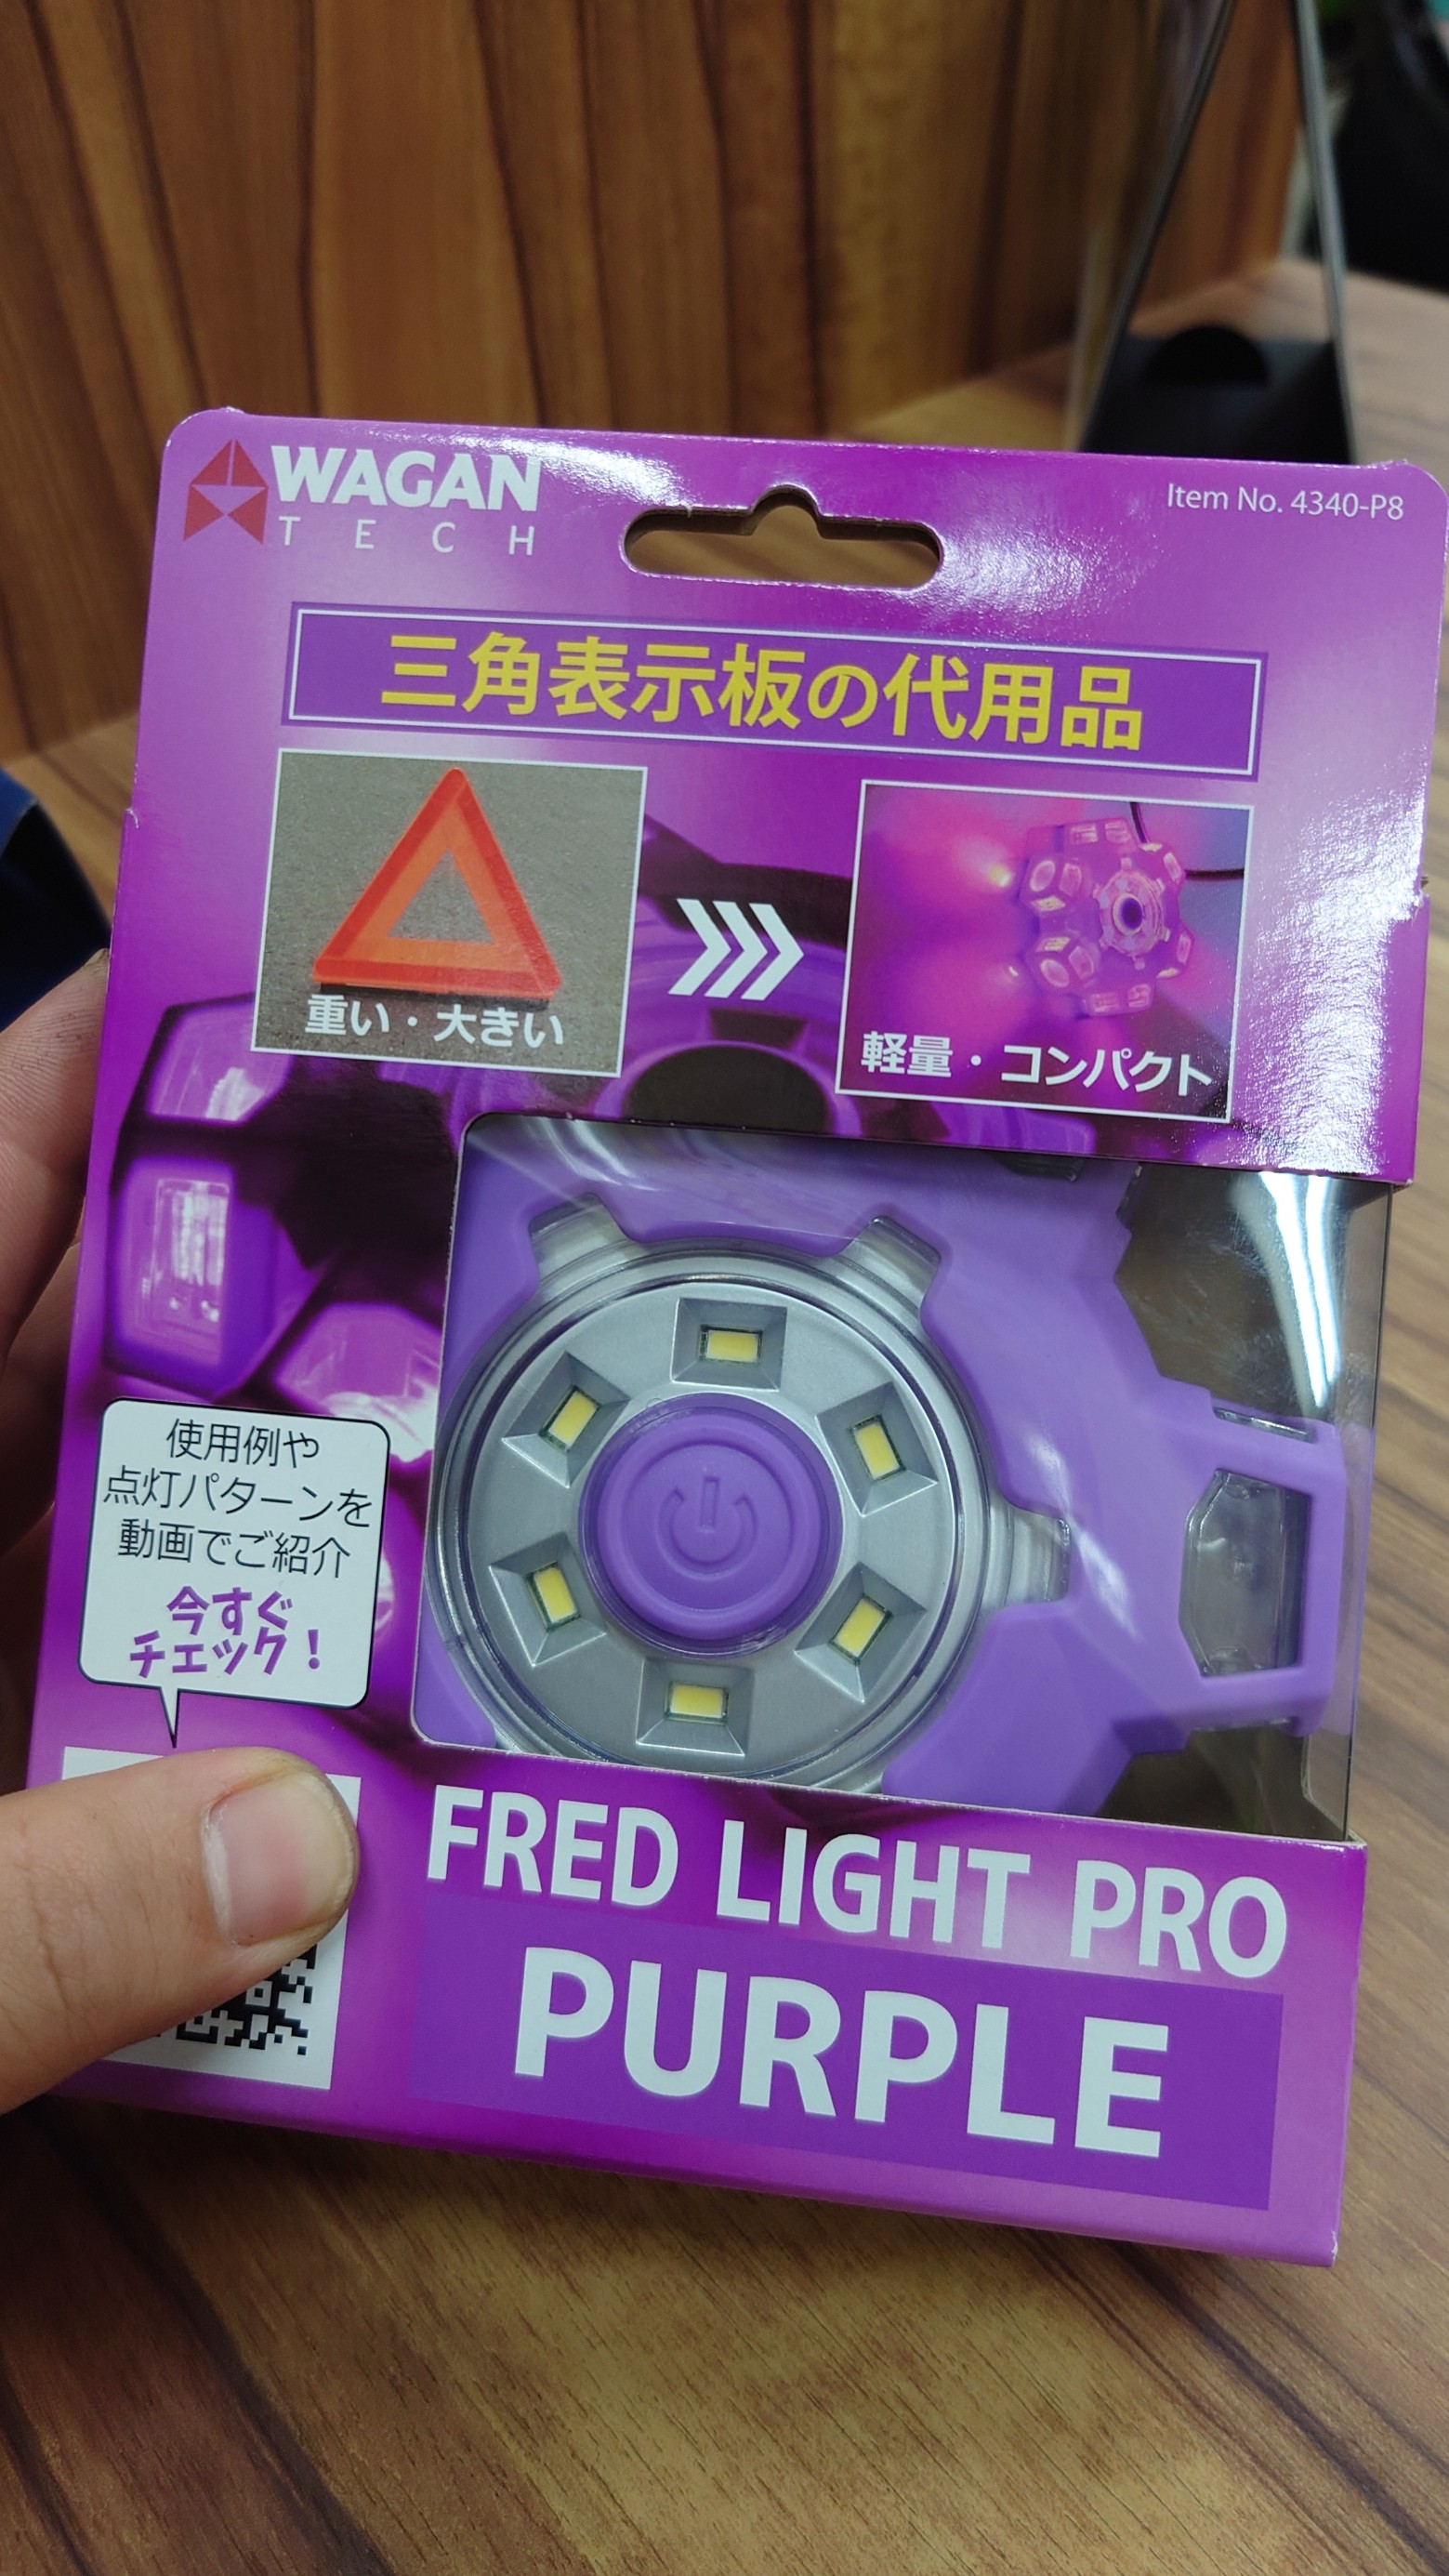 WAGAN
TECH
Item No. 4340-P8
三角表示板の代用品
重い・大きい
軽量・コンパクト
使用例や
点灯パターンを
動画でご紹介
今すぐ
チェック！
FRED LIGHT PRO
PURPLE